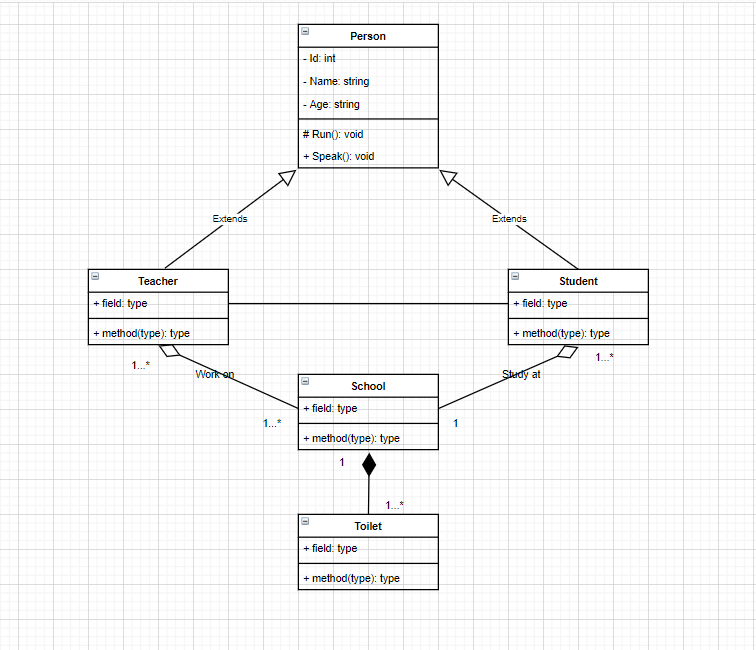 Person
- Id: int
- Name: string
- Age: string
# Run(): void
+ Speak(): void
Extends
Extends
Teacher
+ field: type
+ method(type): type
Student
+ field: type
+ method(type): type
1...*
Work on
1...*
Study at
1...*
1
School
+ field: type
+ method(type): type
1
1...*
Toilet
+ field: type
+ method(type): type